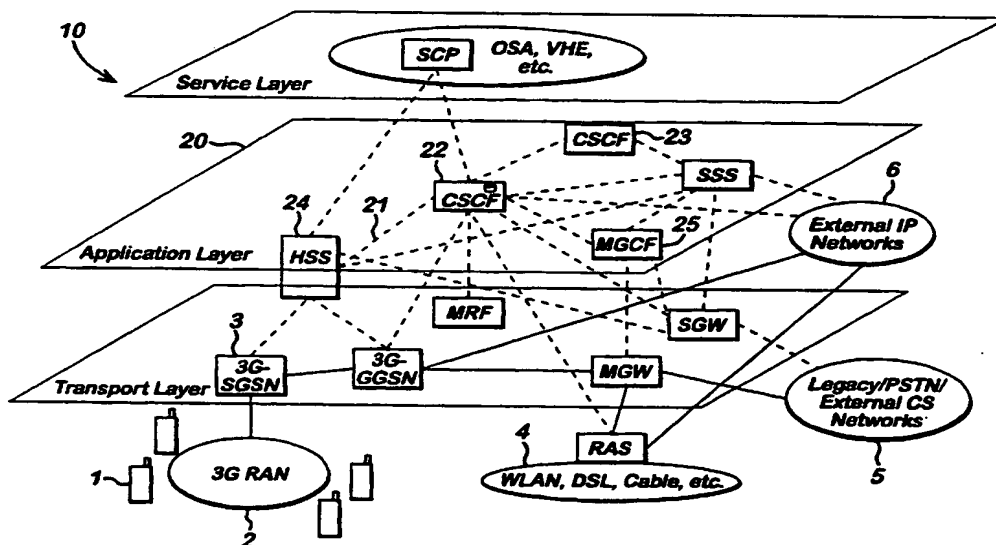 10
SCP
OSA, VHE,
etc.
Service Layer
20
CSCF
23
22
CSCF
SSS
6
24
21
HSS
MGCF
25
External IP
Networks
Application Layer
MRF
SGW
3
3G-
SGSN
3G-
GGSN
MGW
Transport Layer
Legacy/PSTN/
External CS
Networks
4
RAS
5
1
3G RAN
WLAN, DSL, Cable, etc.
2